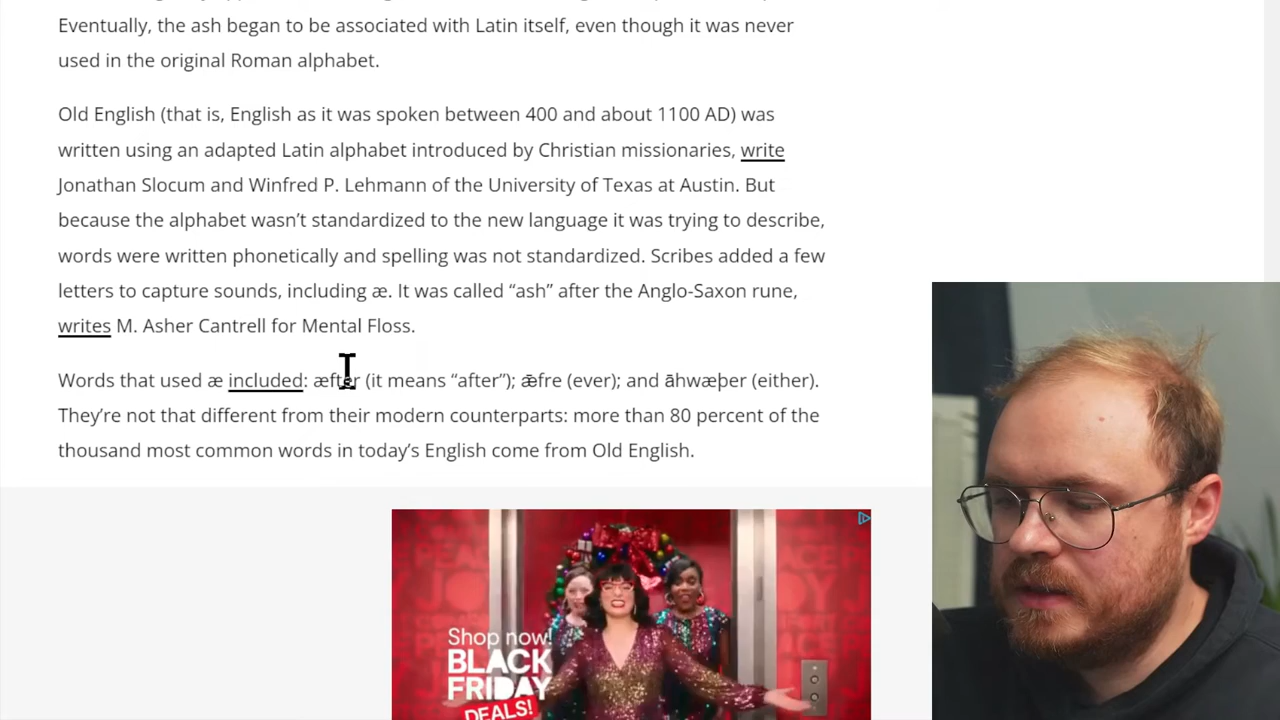 Eventually, the ash began to be associated with Latin itself, even though it was never
used in the original Roman alphabet.
Old English (that is, English as it was spoken between 400 and about 1100 AD) was
written using an adapted Latin alphabet introduced by Christian missionaries, write
Jonathan Slocum and Winfred P. Lehmann of the University of Texas at Austin. But
because the alphabet wasn’t standardized to the new language it was trying to describe,
words were written phonetically and spelling was not standardized. Scribes added a few
letters to capture sounds, including æ. It was called “ash” after the Anglo-Saxon rune,
writes M. Asher Cantrell for Mental Floss.
Words that used æ included: æfter (it means “after”); ǣfre (ever); and āhwæþer (either).
They’re not that different from their modern counterparts: more than 80 percent of the
thousand most common words in today’s English come from Old English.
PEACE
JOY
Shop now!
BLACK
FRIDAY
DEALS!